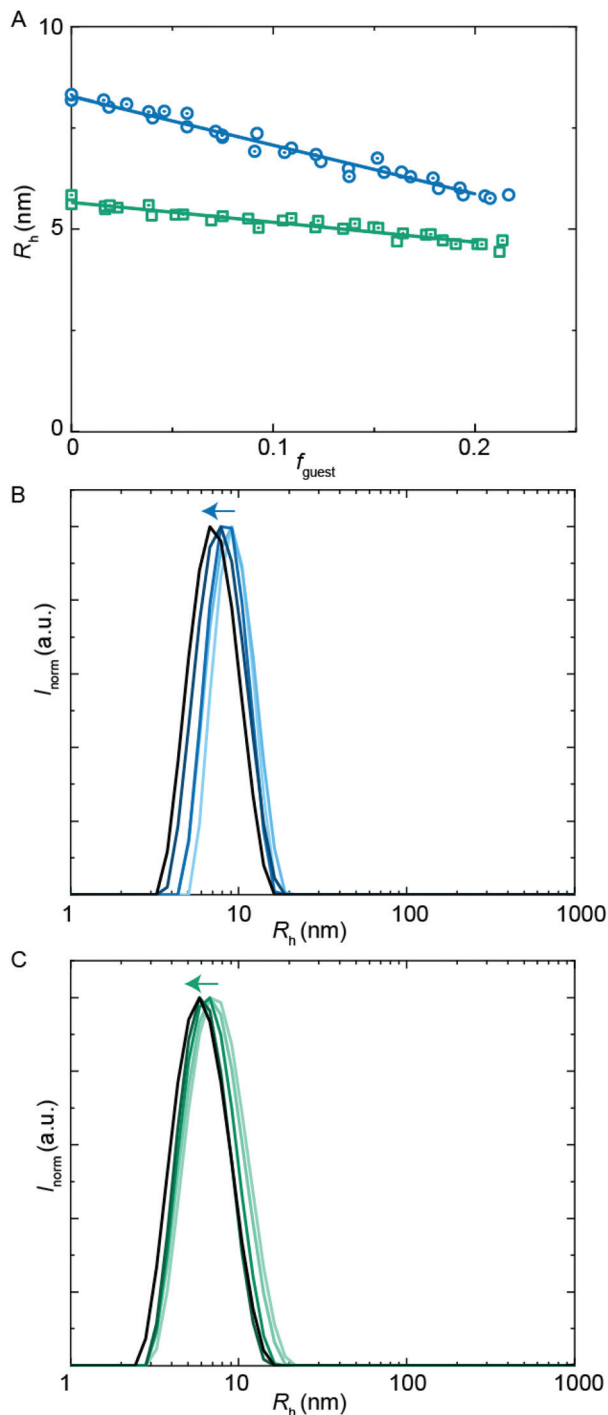 A
10
5
0
R_h (nm)
0 0.1 0.2
f_guest
B
I_norm (a.u.)
1 10 100 1000
R_h (nm)
C
I_norm (a.u.)
1 10 100 1000
R_h (nm)